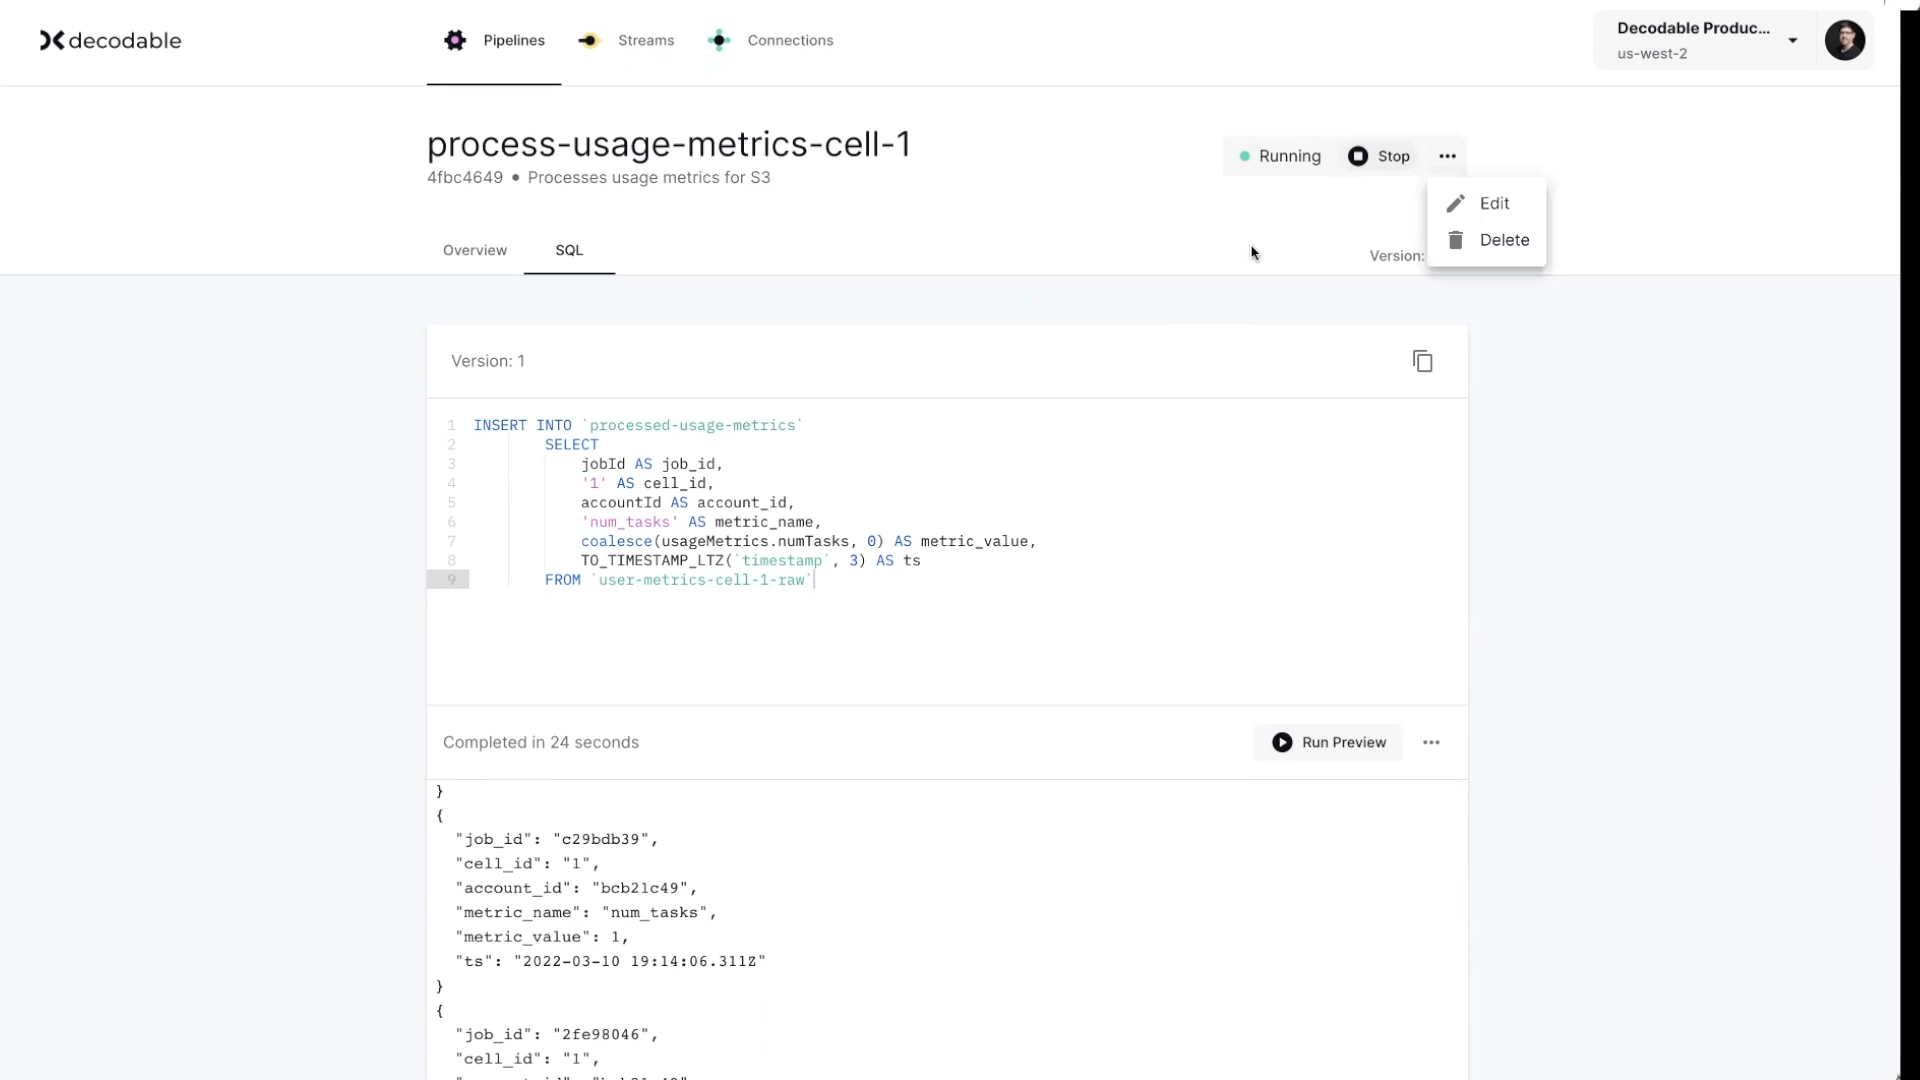 decodable
Pipelines
Streams
Connections
Decodable Produc...
us-west-2
process-usage-metrics-cell-1
4fbc4649 • Processes usage metrics for S3
Running
Stop
Edit
Delete
Overview
SQL
Version:
Version: 1
1 INSERT INTO `processed-usage-metrics`
2 SELECT
3 jobId AS job_id,
4 '1' AS cell_id,
5 accountId AS account_id,
6 'num_tasks' AS metric_name,
7 coalesce(usageMetrics.numTasks, 0) AS metric_value,
8 TO_TIMESTAMP_LTZ(`timestamp`, 3) AS ts
9 FROM `user-metrics-cell-1-raw`
Completed in 24 seconds
Run Preview
}
{
"job_id": "c29bdb39",
"cell_id": "1",
"account_id": "bcb21c49",
"metric_name": "num_tasks",
"metric_value": 1,
"ts": "2022-03-10 19:14:06.311Z"
}
{
"job_id": "2fe98046",
"cell_id": "1",